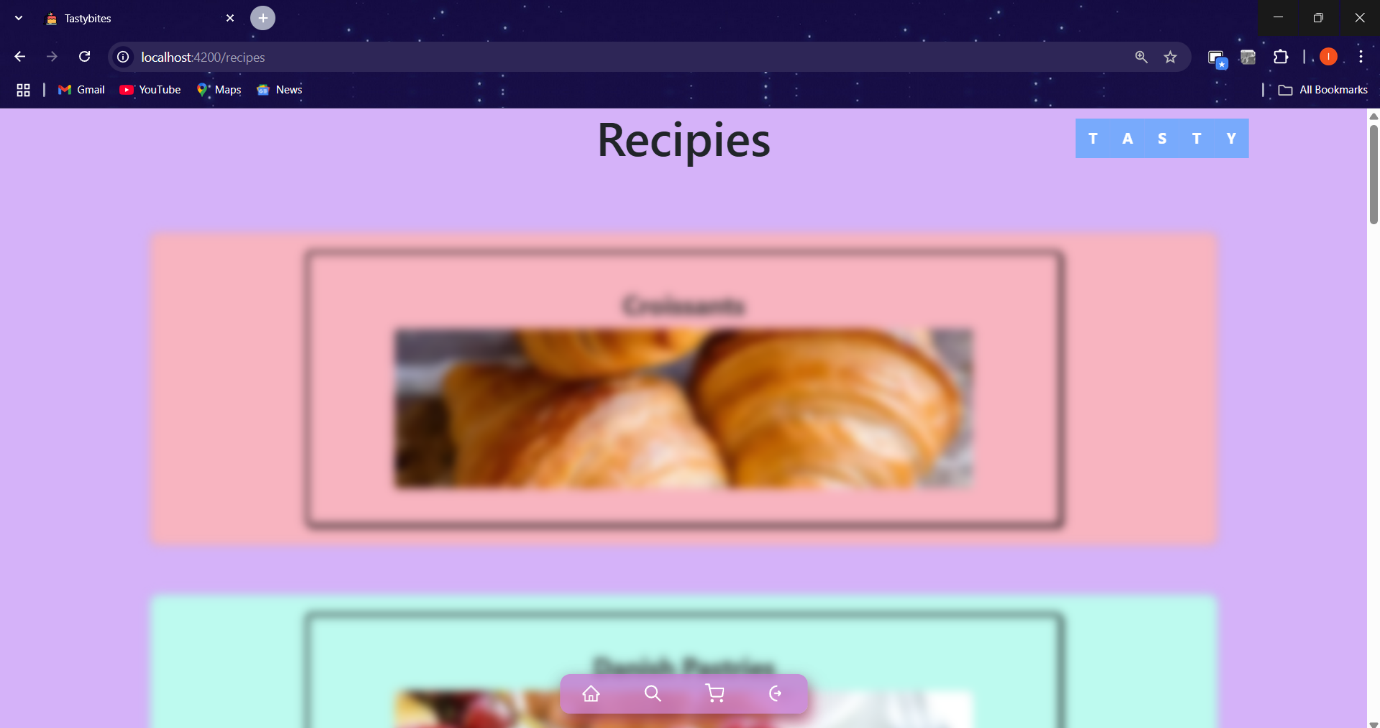 Tastybites
localhost:4200/recipes
Gmail YouTube Maps News All Bookmarks
Recipies
T A S T Y
Croissants
Danish Pastries